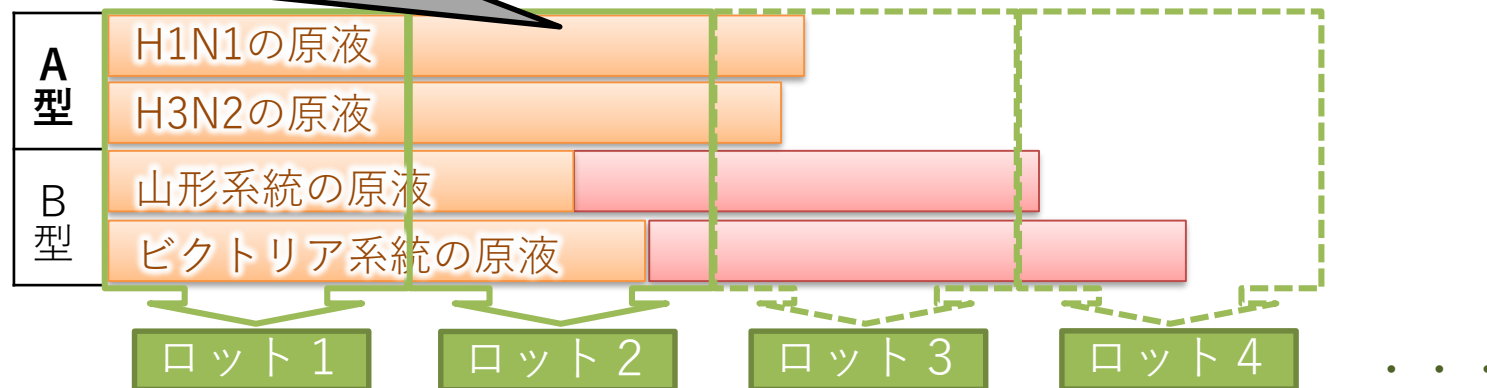 A型
H1N1の原液
H3N2の原液
B型
山形系統の原液
ビクトリア系統の原液
ロット1
ロット2
ロット3
ロット4
・・・